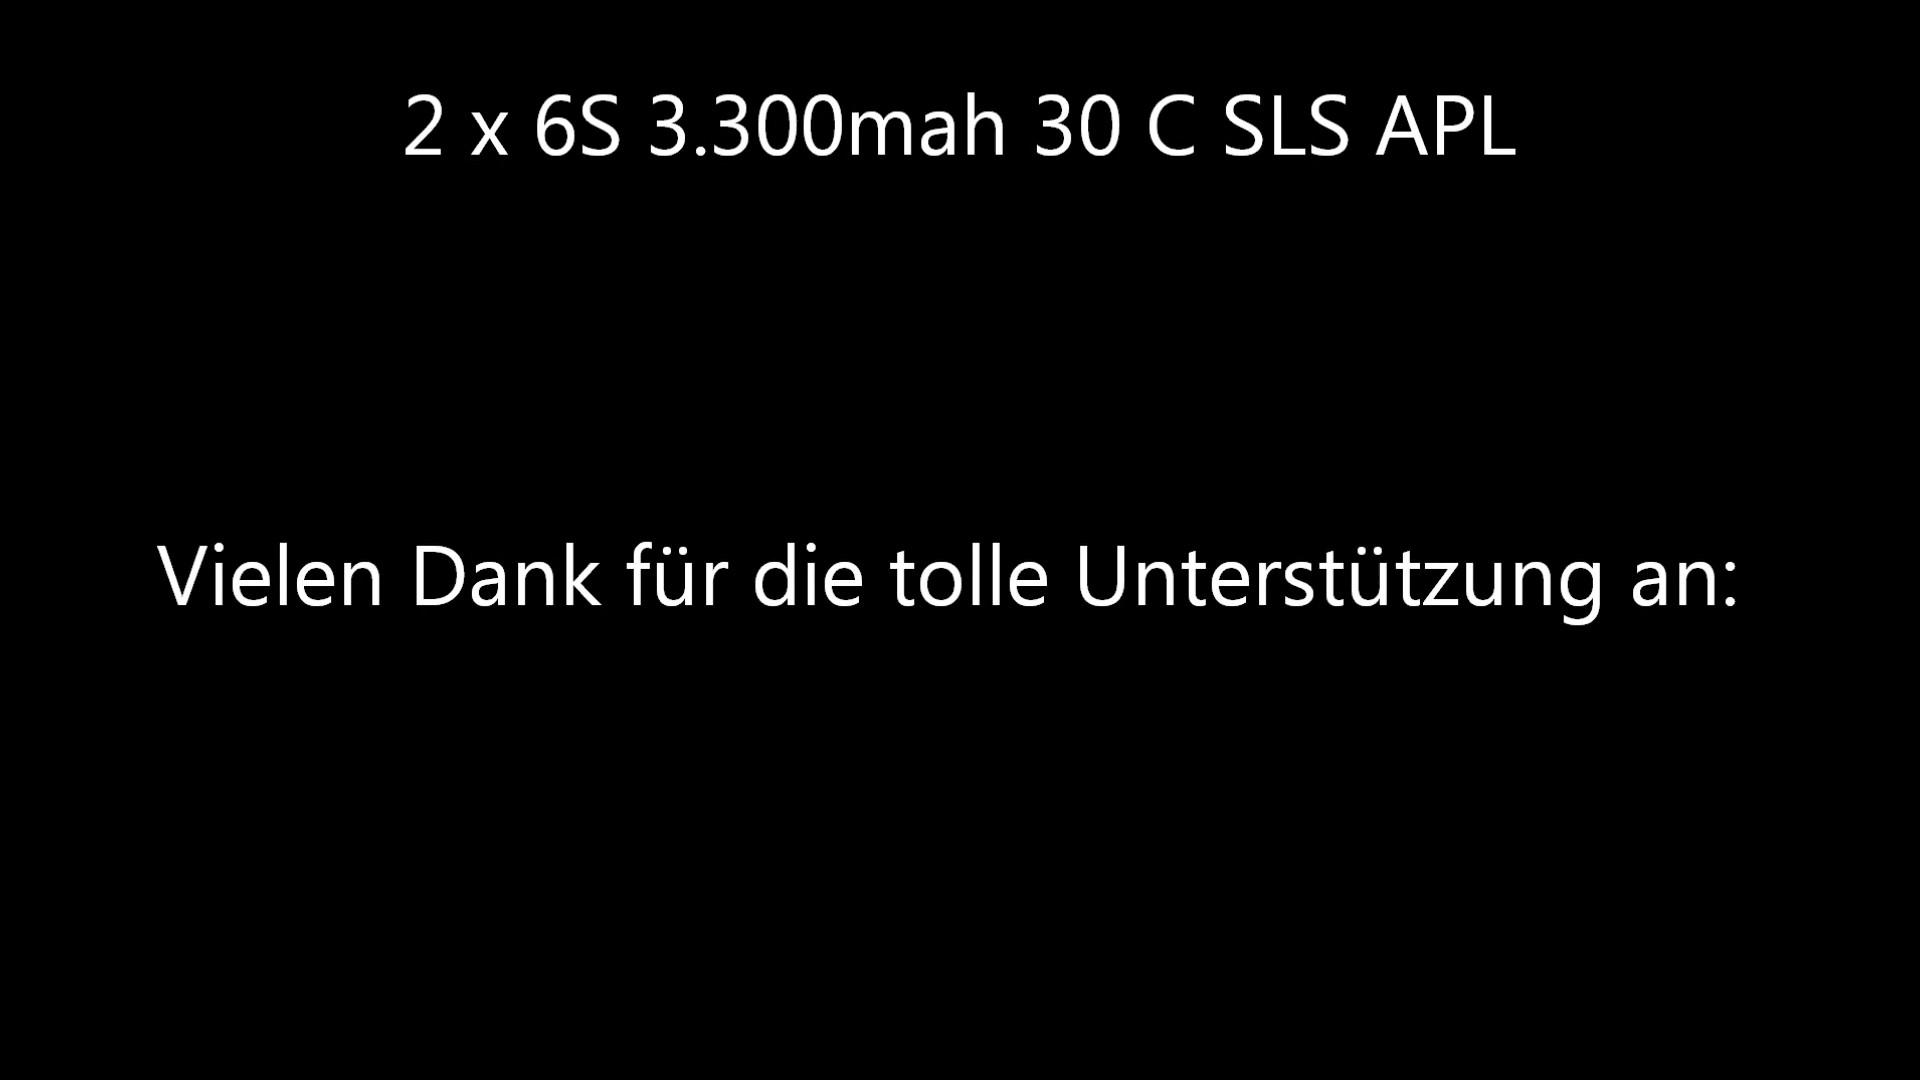 2 x 6S 3.300mah 30 C SLS APL
Vielen Dank für die tolle Unterstützung an: